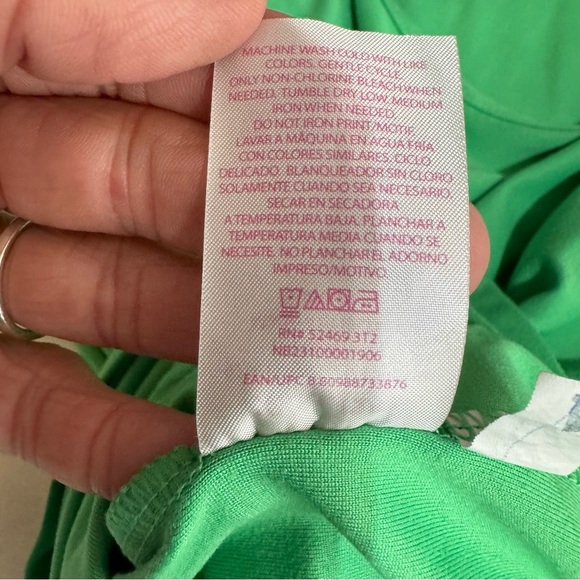 MACHINE WASH COLD WITH LIKE
COLORS. GENTLE CYCLE.
ONLY NON-CHLORINE BLEACH WHEN
NEEDED. TUMBLE DRY LOW. MEDIUM
IRON WHEN NEEDED.
DO NOT IRON PRINT/MOTIF.
LAVAR A MÁQUINA EN AGUA FRÍA
CON COLORES SIMILARES. CICLO
DELICADO. BLANQUEADOR SIN CLORO
SOLAMENTE CUANDO SEA NECESARIO.
SECAR EN SECADORA
A TEMPERATURA BAJA. PLANCHAR A
TEMPERATURA MEDIA CUANDO SE
NECESITE. NO PLANCHAR EL ADORNO
IMPRESO/MOTIVO.
RN# 52469 3T2
NB23100001906
EAN/UPC 8 80988733876